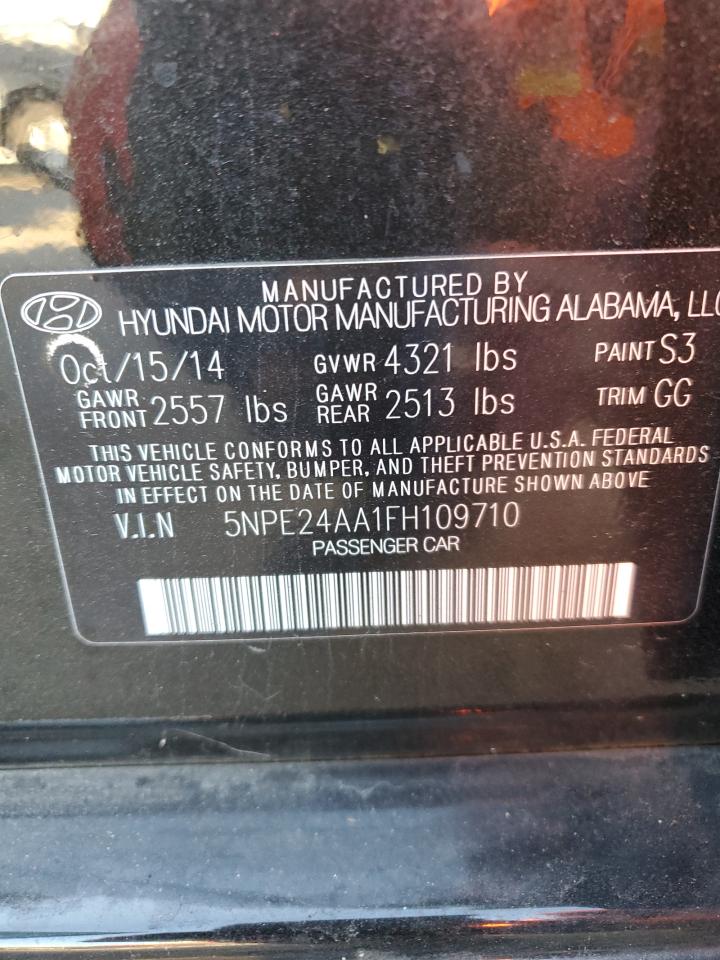 MANUFACTURED BY
HYUNDAI MOTOR MANUFACTURING ALABAMA, LLC
Oct/15/14 GVWR 4321 lbs PAINT S3
GAWR FRONT 2557 lbs GAWR REAR 2513 lbs TRIM GG
THIS VEHICLE CONFORMS TO ALL APPLICABLE U.S.A. FEDERAL
MOTOR VEHICLE SAFETY, BUMPER, AND THEFT PREVENTION STANDARDS
IN EFFECT ON THE DATE OF MANUFACTURE SHOWN ABOVE
V.I.N 5NPE24AA1FH109710
PASSENGER CAR